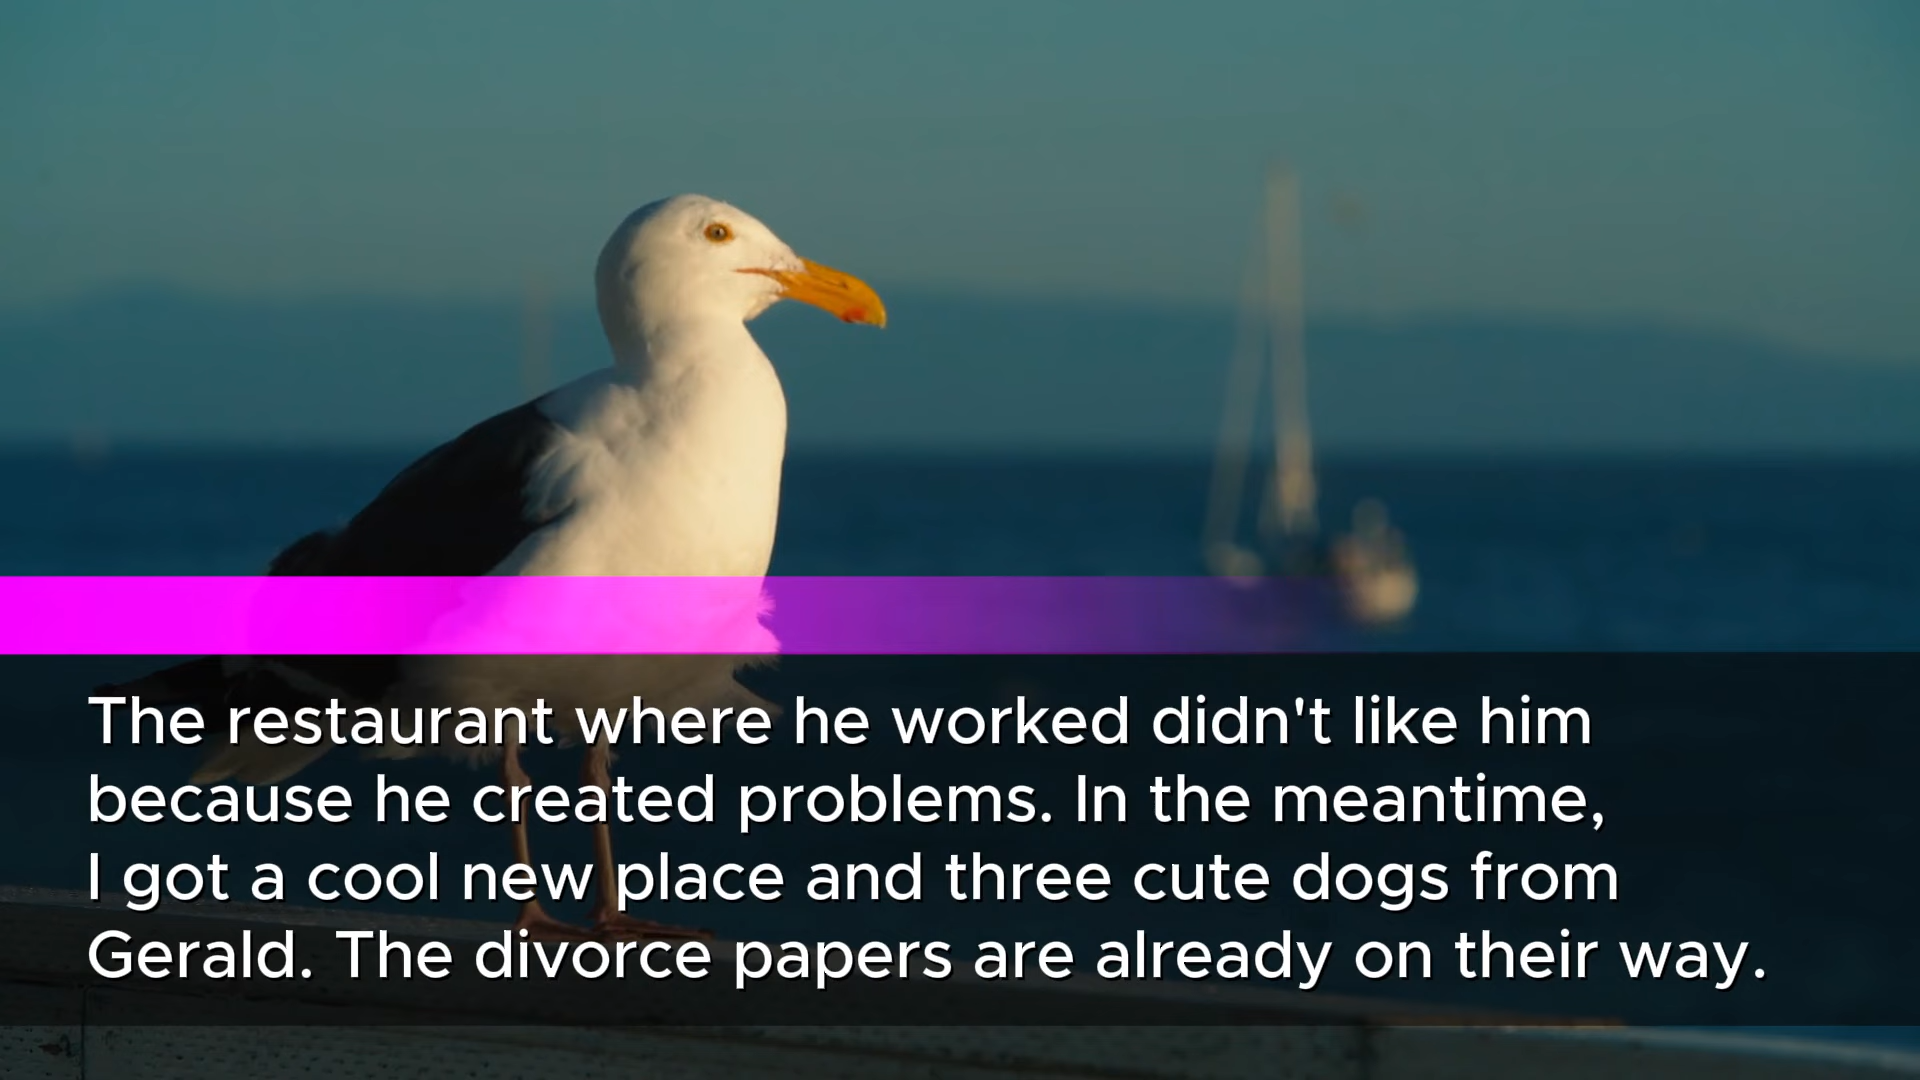 The restaurant where he worked didn't like him
because he created problems. In the meantime,
I got a cool new place and three cute dogs from
Gerald. The divorce papers are already on their way.